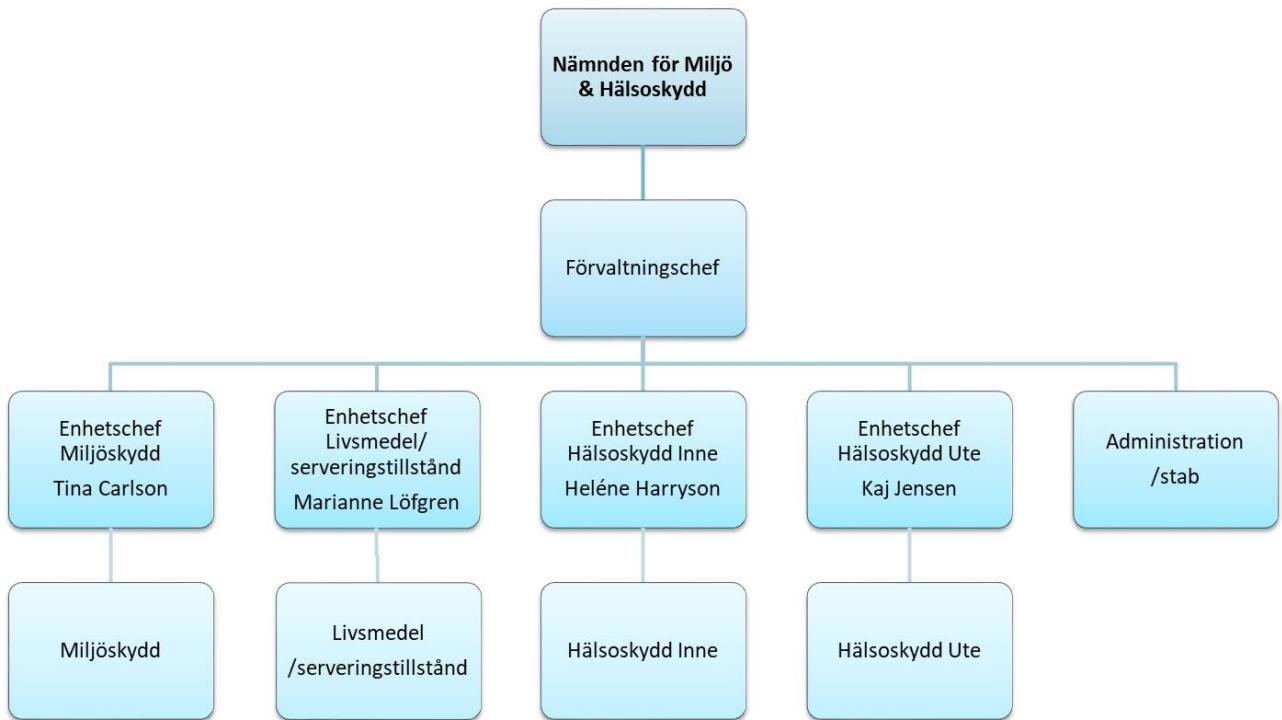 Nämnden för Miljö
& Hälsoskydd
Förvaltningschef
Enhetschef
Miljöskydd
Tina Carlson
Enhetschef
Livsmedel/
serveringstillstånd
Marianne Löfgren
Enhetschef
Hälsoskydd Inne
Heléne Harryson
Enhetschef
Hälsoskydd Ute
Kaj Jensen
Administration
/stab
Miljöskydd
Livsmedel
/serveringstillstånd
Hälsoskydd Inne
Hälsoskydd Ute